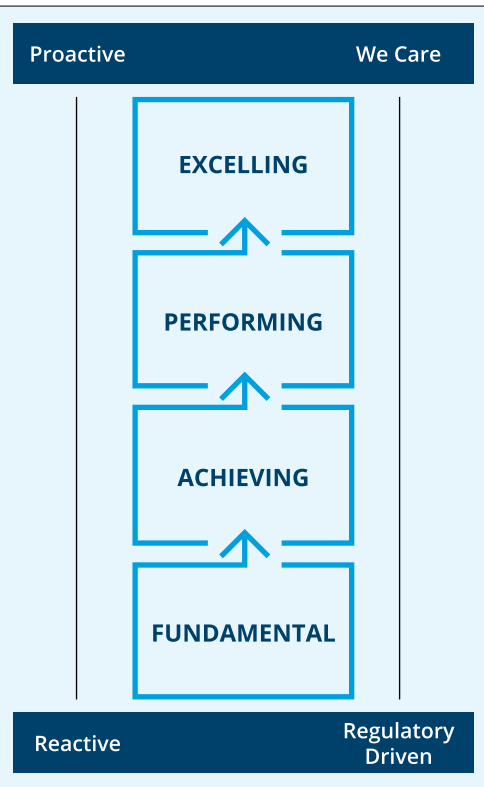 Proactive
We Care
EXCELLING
PERFORMING
ACHIEVING
FUNDAMENTAL
Reactive
Regulatory
Driven